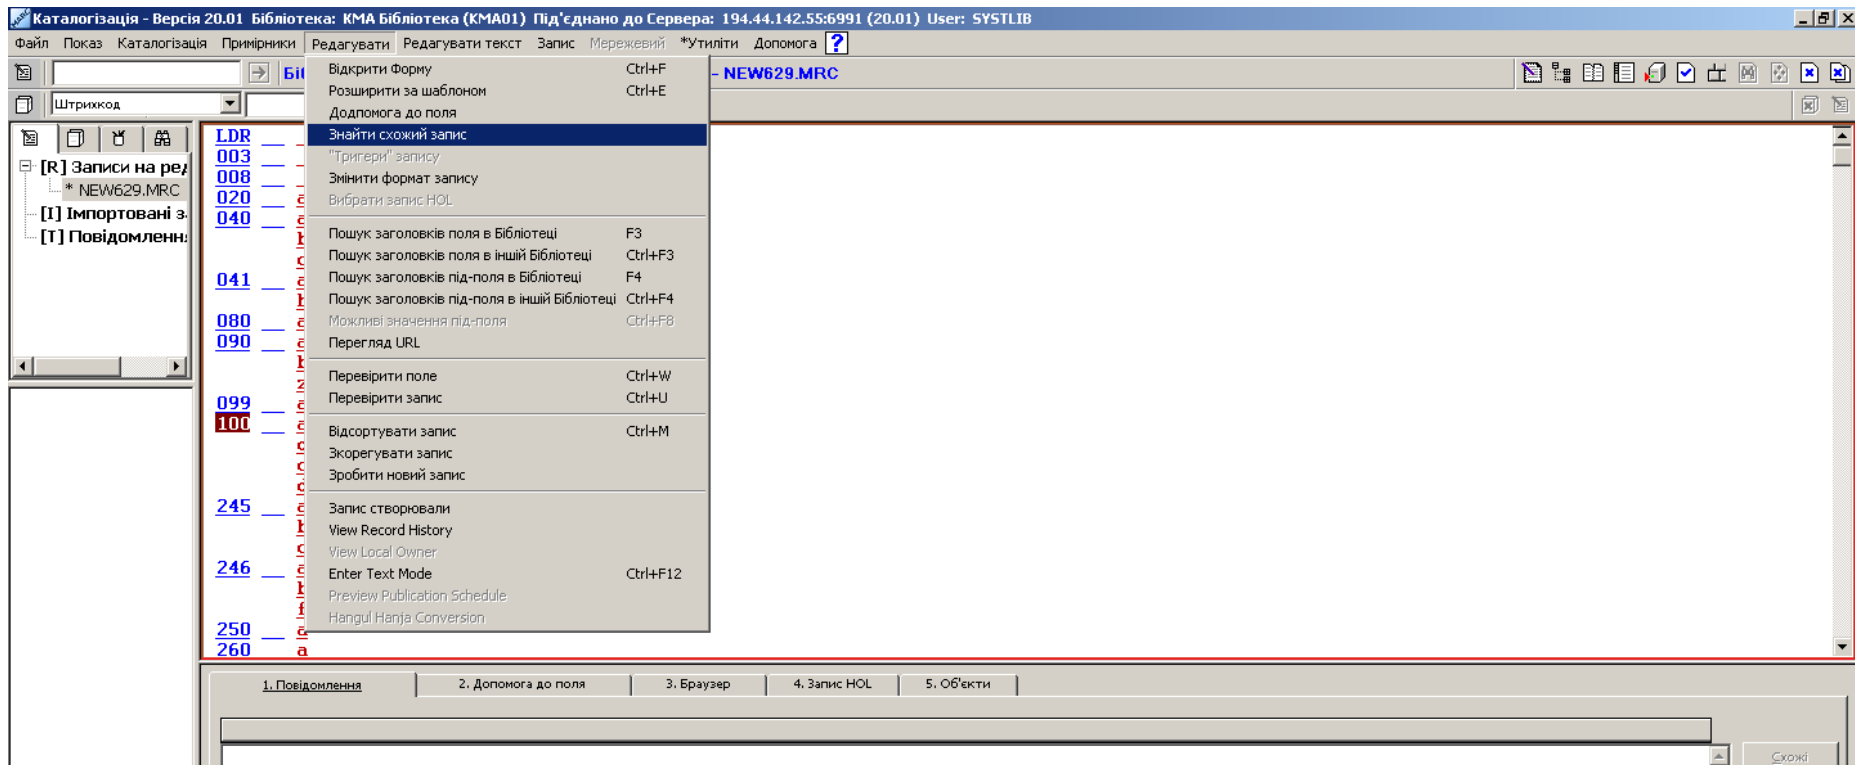 Каталогізація - Версія 20.01 Бібліотека: КМА Бібліотека (KMA01) Під'єднано до Сервера: 194.44.142.55:6991 (20.01) User: SYSTLIB
Файл Показ Каталогізація Примірники Редагувати Редагувати текст Запис Мережевий *Утиліти Допомога ?
- NEW629.MRC
Штрихкод
[R] Записи на ред
* NEW629.MRC
[I] Імпортовані з
[T] Повідомлення
LDR
003
008
020
040
041
080
090
099
100
245
246
250
260 a
Відкрити Форму Ctrl+F
Розширити за шаблоном Ctrl+E
Додпомога до поля
Знайти схожий запис
"Тригери" запису
Змінити формат запису
Вибрати запис HOL
Пошук заголовків поля в Бібліотеці F3
Пошук заголовків поля в іншій Бібліотеці Ctrl+F3
Пошук заголовків під-поля в Бібліотеці F4
Пошук заголовків під-поля в іншій Бібліотеці Ctrl+F4
Можливі значення під-поля Ctrl+F8
Перегляд URL
Перевірити поле Ctrl+W
Перевірити запис Ctrl+U
Відсортувати запис Ctrl+M
Зкорегувати запис
Зробити новий запис
Запис створювали
View Record History
View Local Owner
Enter Text Mode Ctrl+F12
Preview Publication Schedule
Hangul Hanja Conversion
1. Повідомлення 2. Допомога до поля 3. Браузер 4. Запис HOL 5. Об'єкти
Схожі